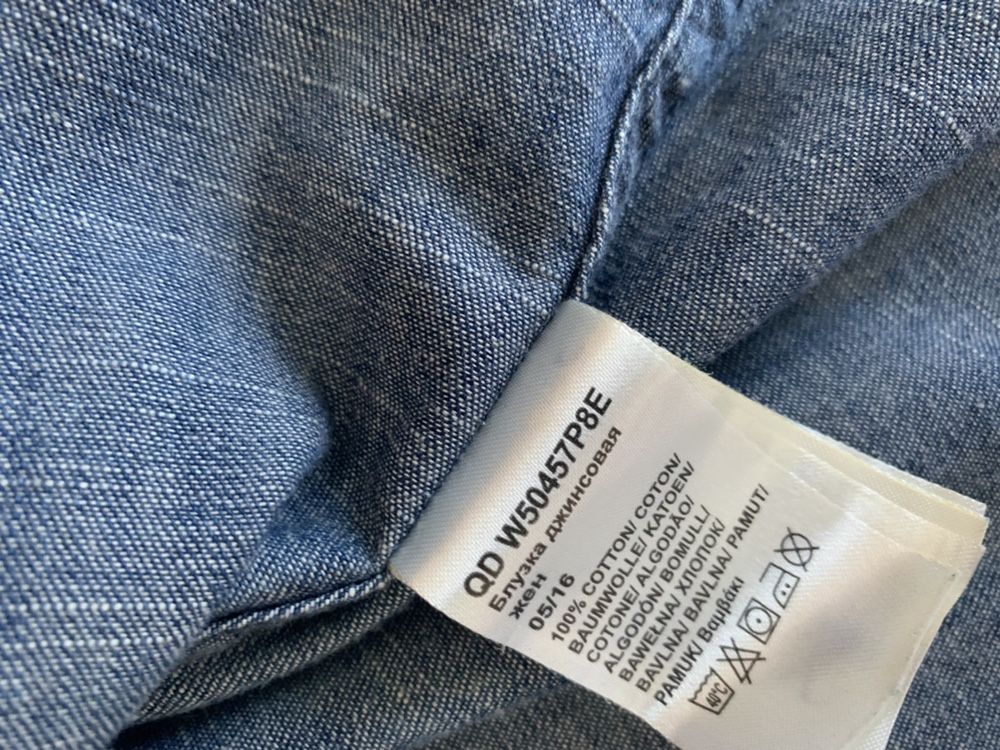 QD W50457P8E
Блузка джинсовая
жен
05/16
100% COTTON/ COTON/
BAUMWOLLE/ KATOEN/
COTONE/ ALGODÃO/
ALGODÓN/ BOMULL/
BAWEŁNA/ ХЛОПОК/
BAVLNA/ BAVLNA/ PAMUT/
PAMUK/ Βαμβάκι
40°C